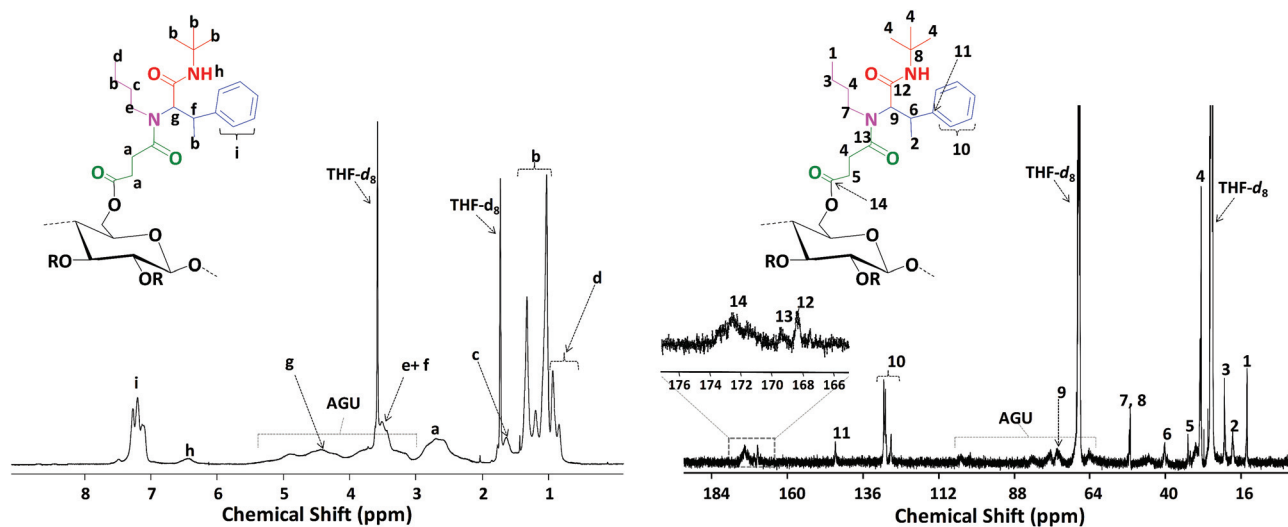 b
b
b
d
b
c
e
O
NH
h
N
g
f
b
i
a
O
a
O
O
O
RO
OR
O
THF-d8
THF-d8
b
d
c
e+ f
g
AGU
a
i
h
8
7
6
5
4
3
2
1
Chemical Shift (ppm)
4
4
4
1
3
4
7
O
NH
8
12
11
N
9
6
2
10
13
4
O
5
O
14
O
O
RO
OR
O
THF-d8
THF-d8
4
14
13
12
176
174
172
170
168
166
10
11
AGU
9
7, 8
6
5
3
2
1
184
160
136
112
88
64
40
16
Chemical Shift (ppm)